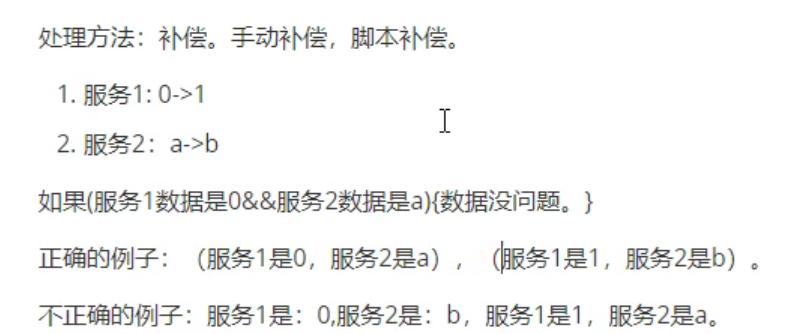 处理方法：补偿。手动补偿，脚本补偿。
1. 服务1: 0->1
2. 服务2：a->b
如果(服务1数据是0&&服务2数据是a){数据没问题。}
正确的例子：（服务1是0，服务2是a），（服务1是1，服务2是b）。
不正确的例子：服务1是：0,服务2是：b，服务1是1，服务2是a。